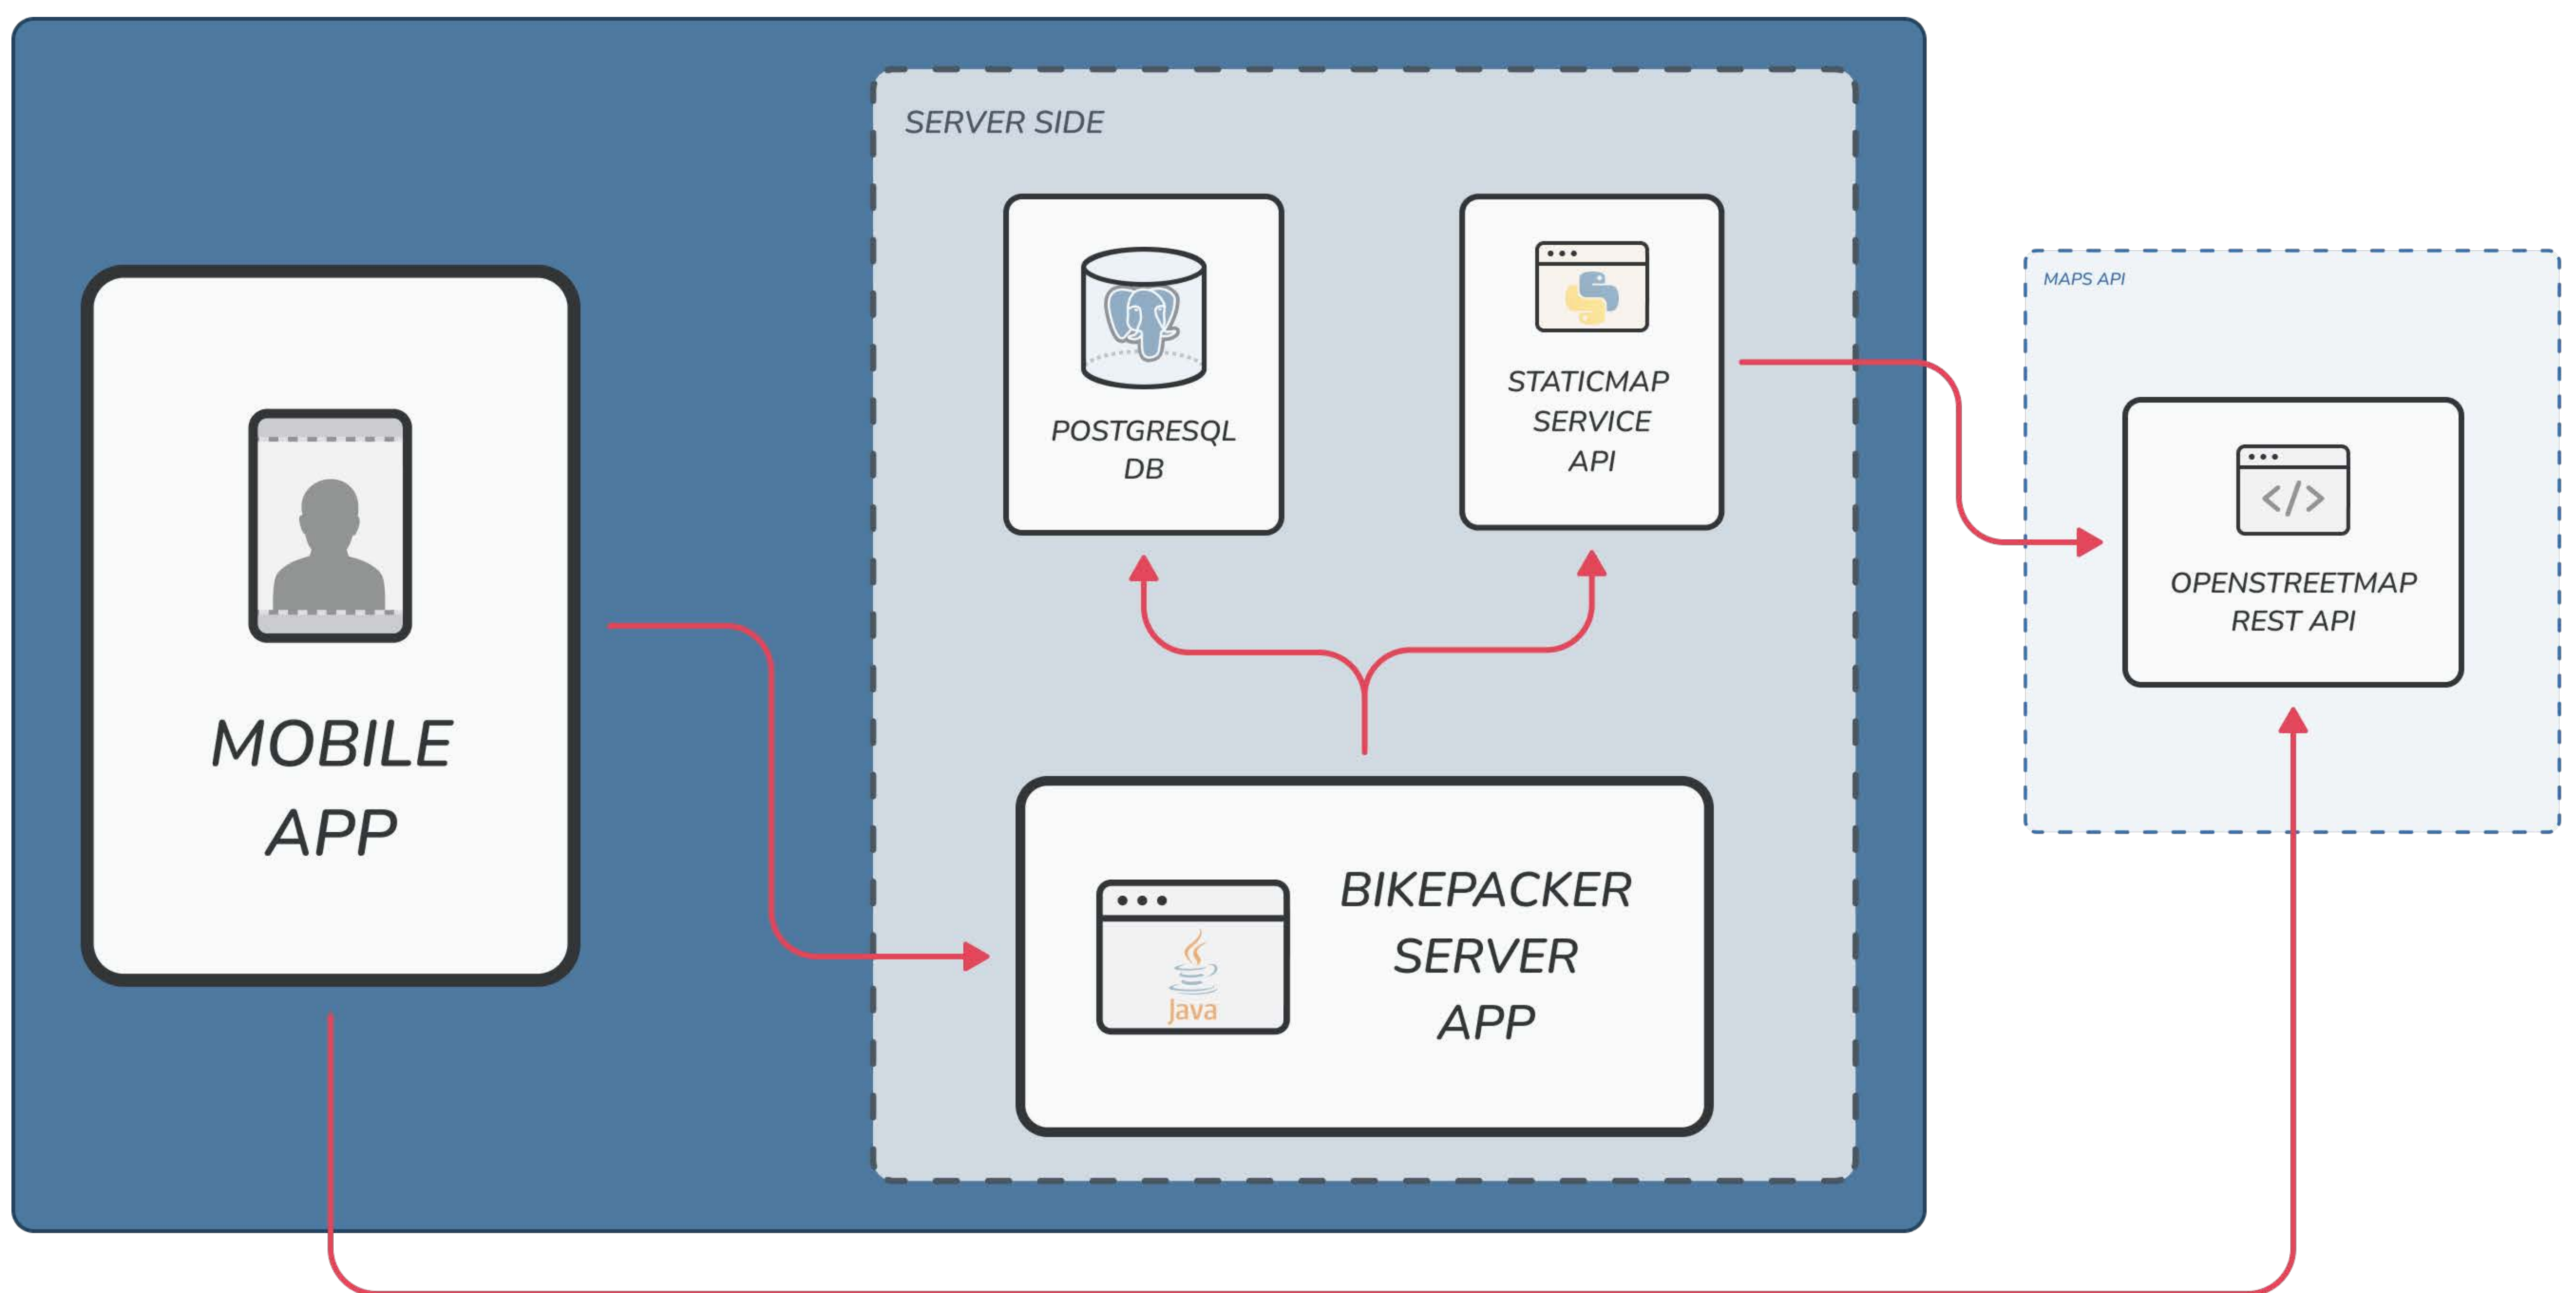 SERVER SIDE
POSTGRESQL
DB
STATICMAP
SERVICE
API
MAPS API
OPENSTREETMAP
REST API
MOBILE
APP
Java
BIKEPACKER
SERVER
APP